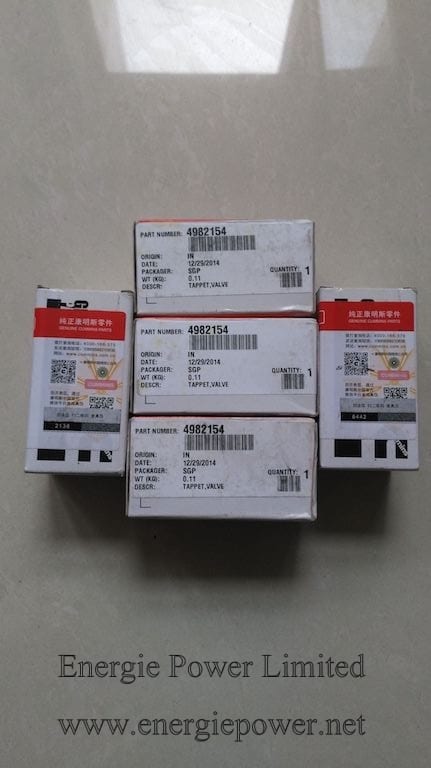 PART NUMBER: 4982154
ORIGIN: IN
DATE: 12/29/2014
PACKAGER: SGP
WT (KG): 0.11
DESCR: TAPPET,VALVE
QUANTITY: 1
PART NUMBER: 4982154
ORIGIN: IN
DATE: 12/29/2014
PACKAGER: SGP
WT (KG): 0.11
DESCR: TAPPET,VALVE
QUANTITY: 1
PART NUMBER: 4982154
ORIGIN: IN
DATE: 12/29/2014
PACKAGER: SGP
WT (KG): 0.11
DESCR: TAPPET,VALVE
QUANTITY: 1
纯正康明斯零件
GENUINE CUMMINS PARTS
CUMMINS
2136
纯正康明斯零件
GENUINE CUMMINS PARTS
CUMMINS
6442
Energie Power Limited
www.energiepower.net